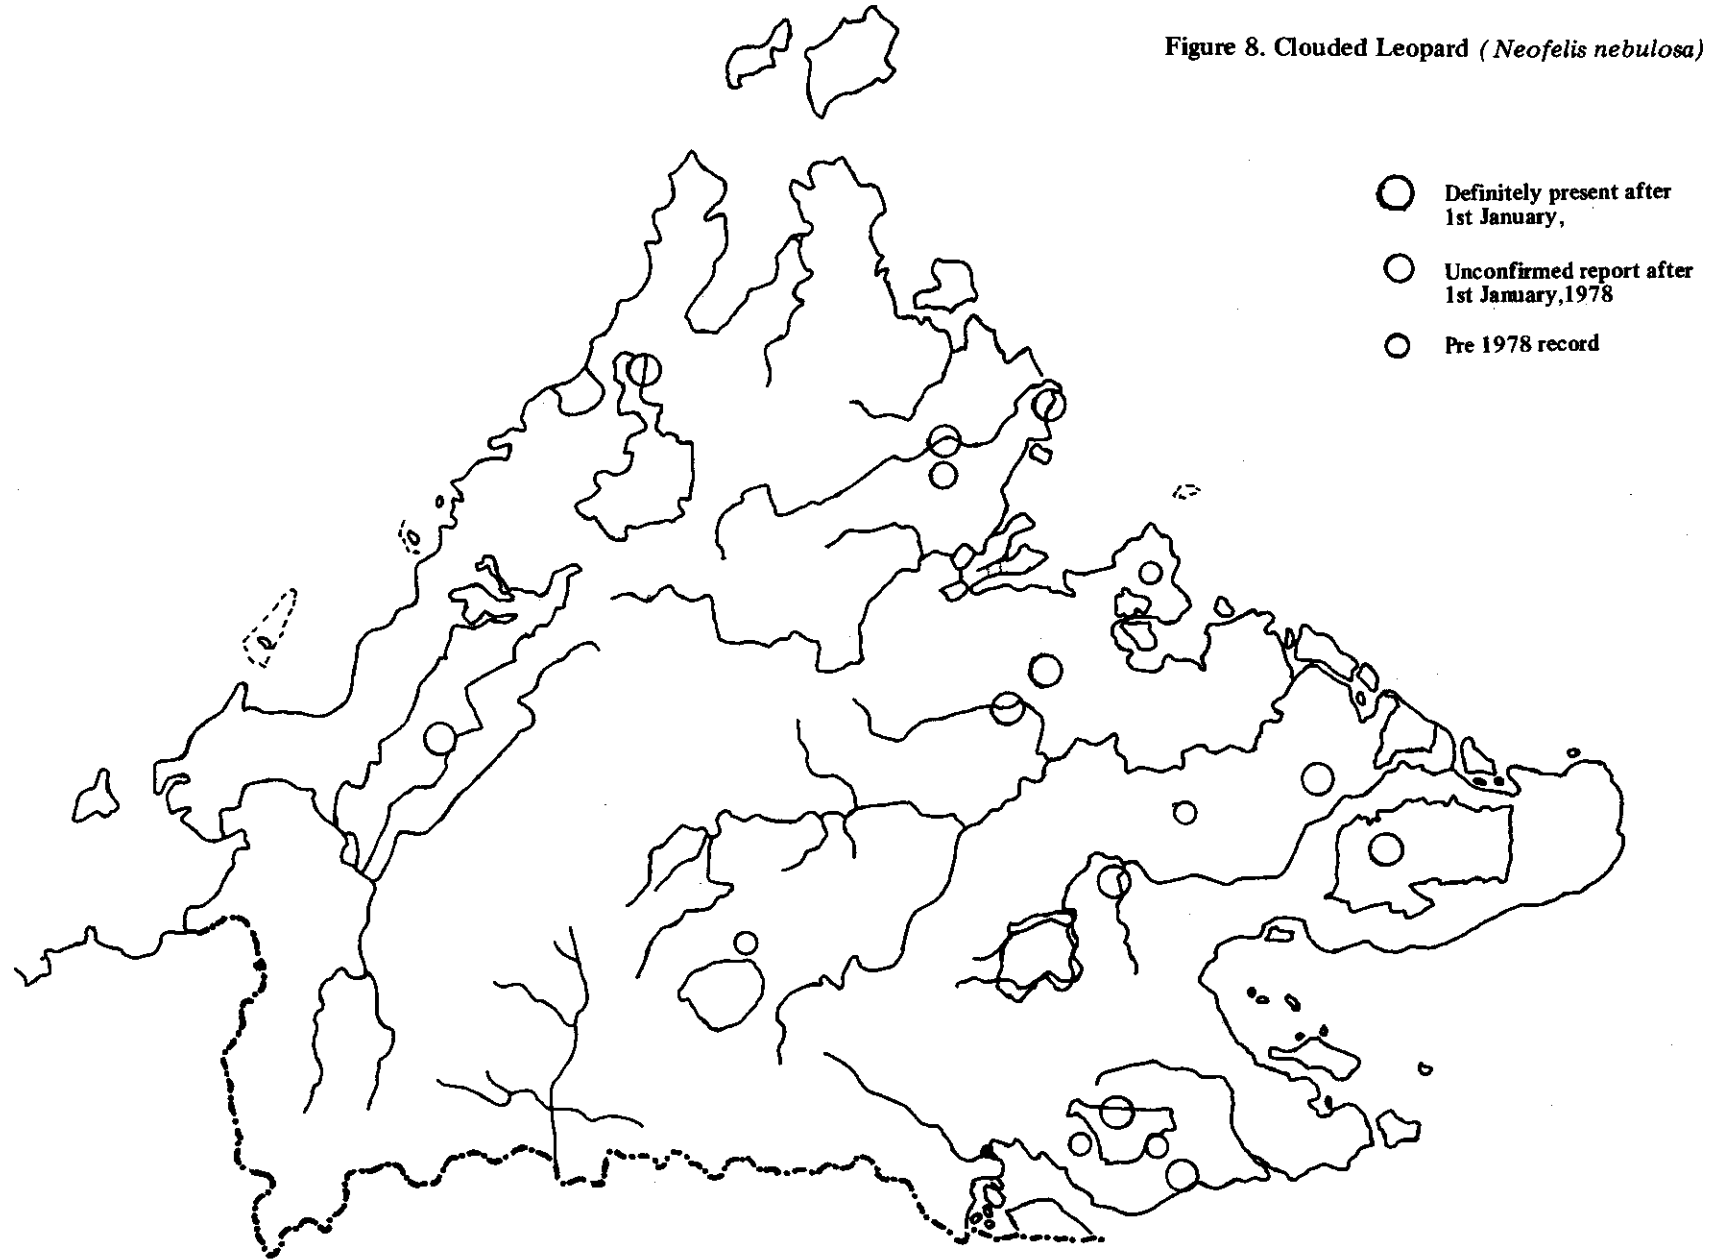 Figure 8. Clouded Leopard (Neofelis nebulosa)
Definitely present after
1st January,
Unconfirmed report after
1st January,1978
Pre 1978 record